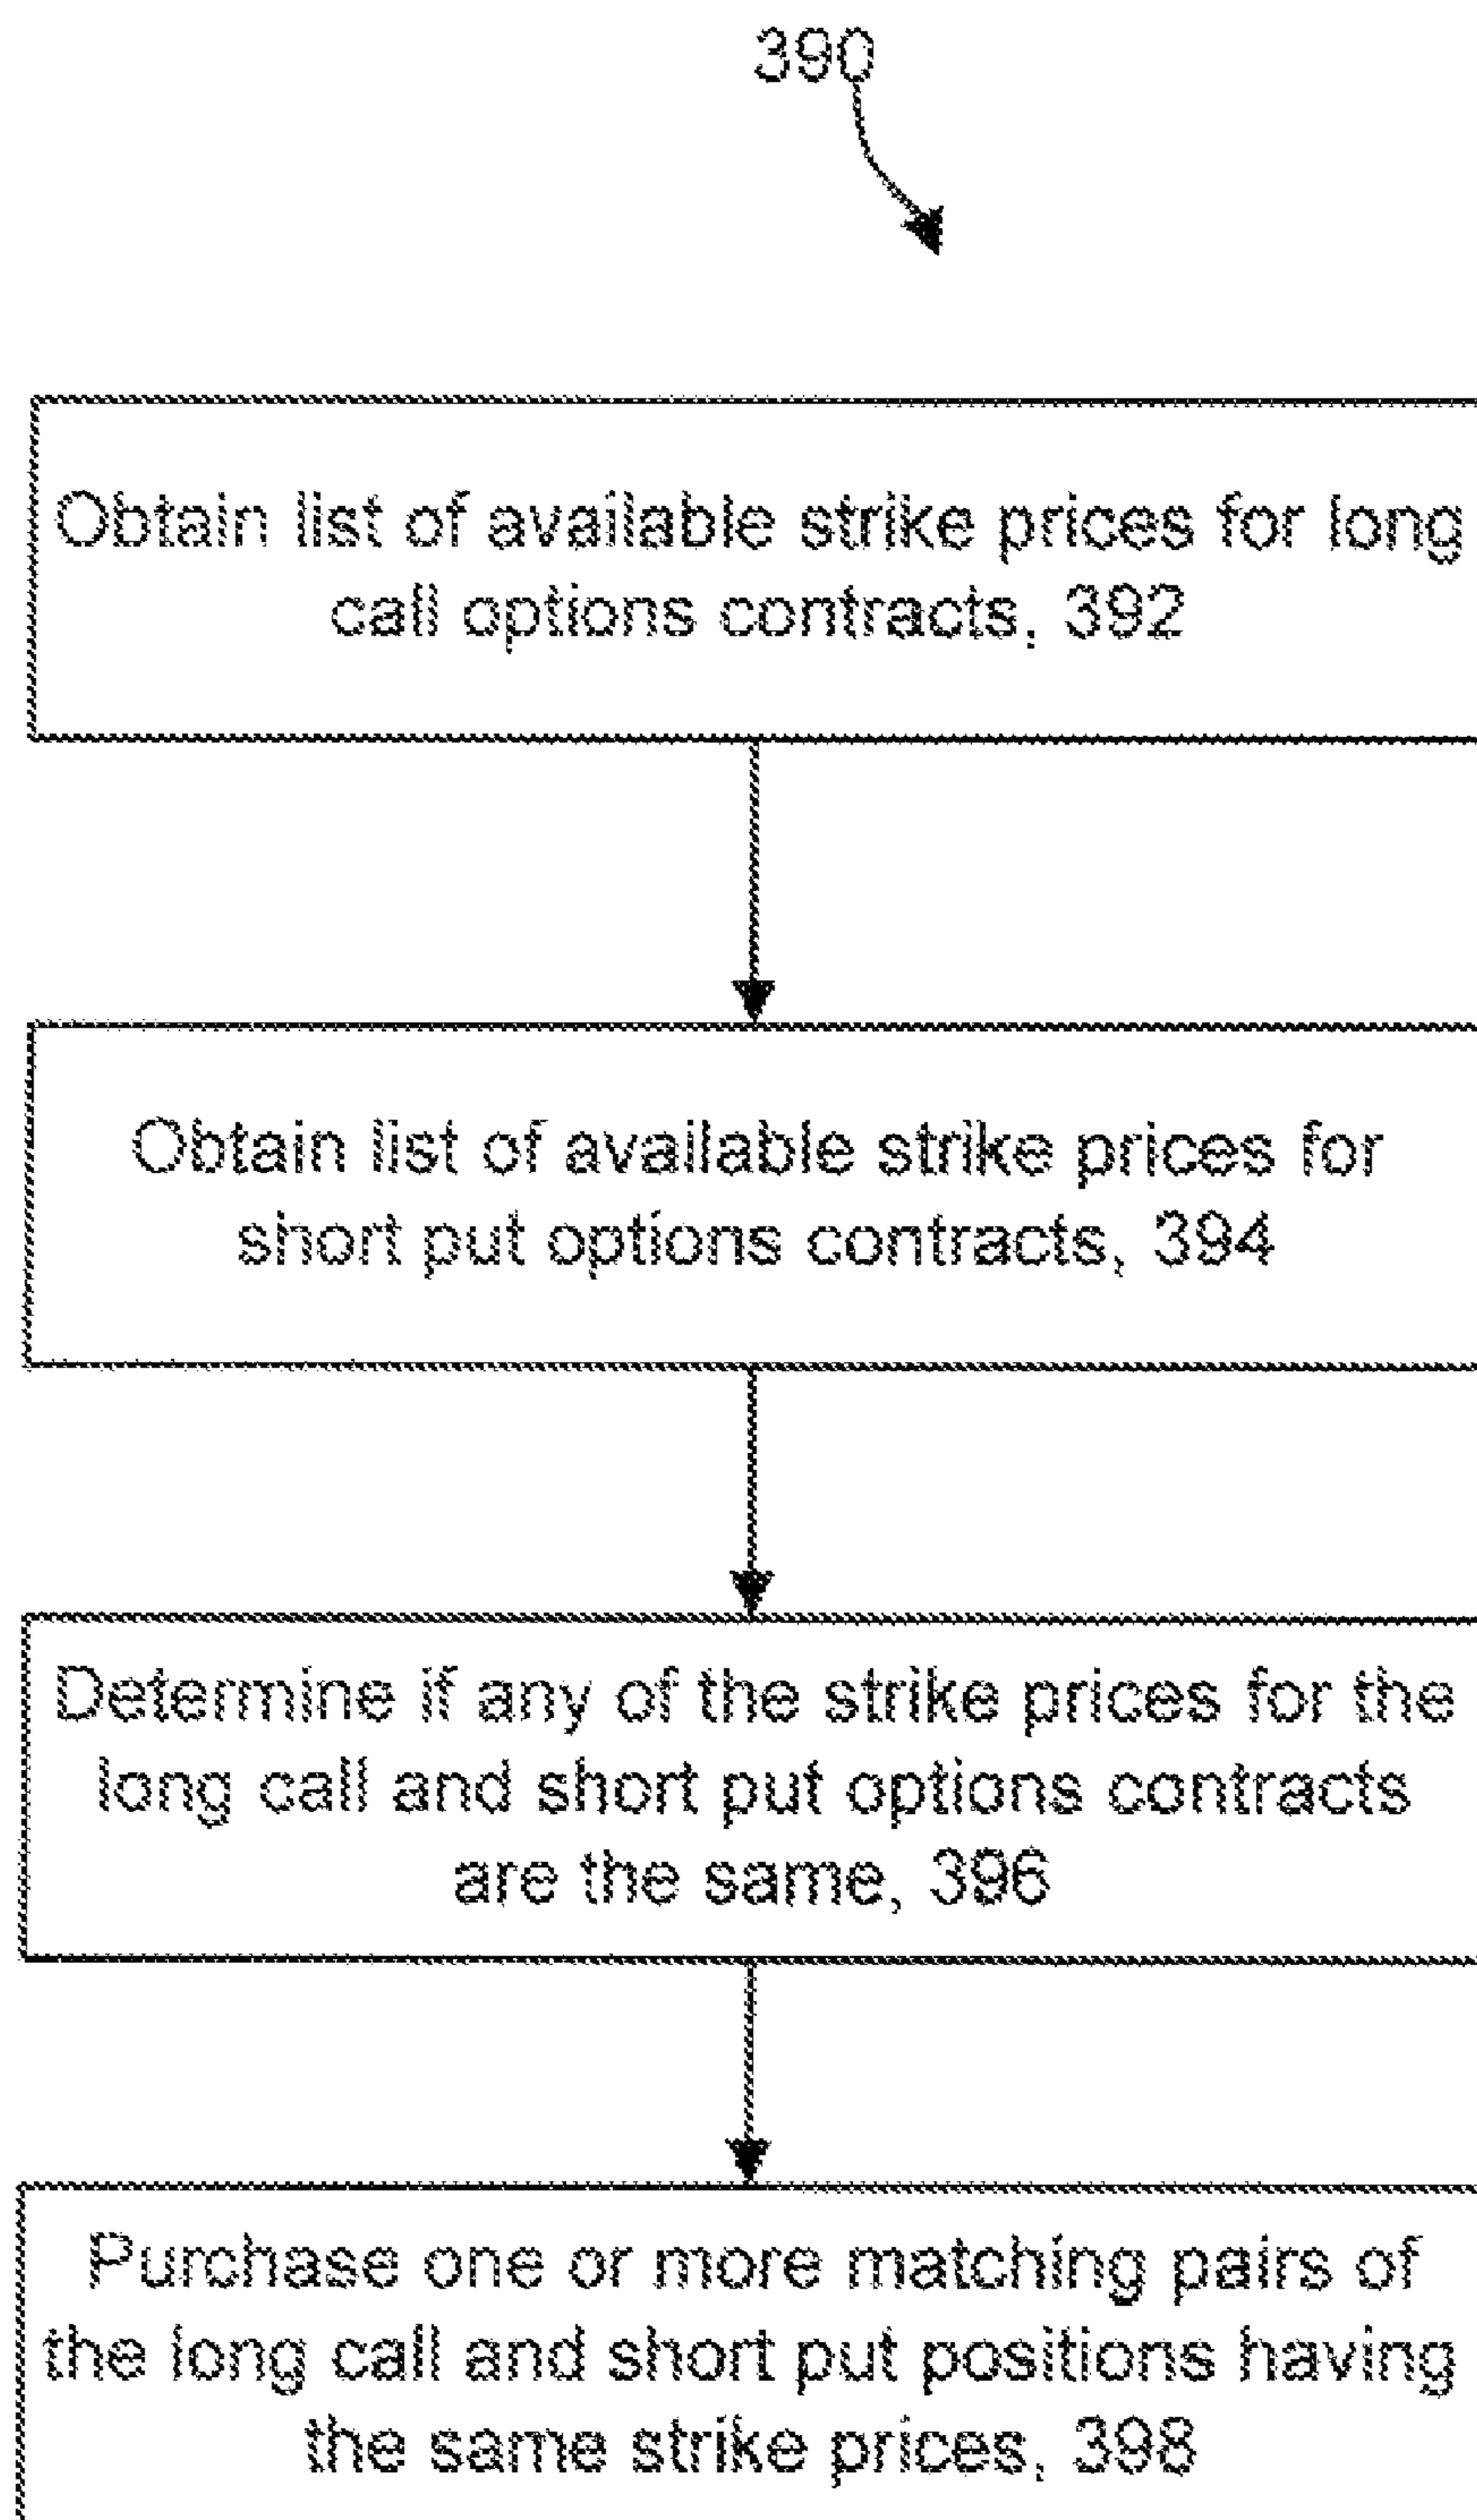 390
Obtain list of available strike prices for long
call options contracts, 392
Obtain list of available strike prices for
short put options contracts, 394
Determine if any of the strike prices for the
long call and short put options contracts
are the same, 396
Purchase one or more matching pairs of
the long call and short put positions having
the same strike prices, 398